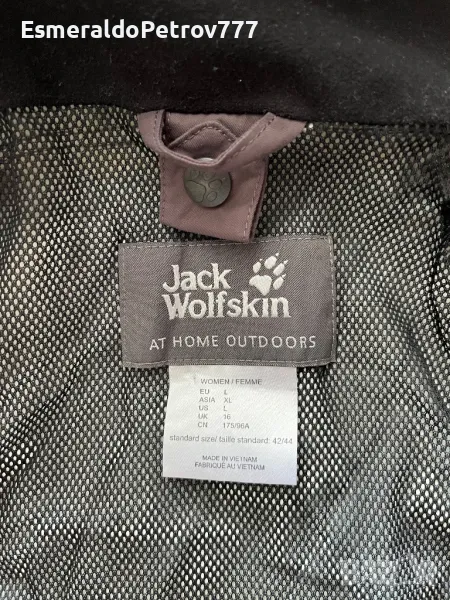 EsmeraldoPetrov777
Jack
Wolfskin
AT HOME OUTDOORS
WOMEN / FEMME
EU L
ASIA XL
US L
UK 16
CN 175/96A
standard size/ taille standard: 42/44
MADE IN VIETNAM
FABRIQUÉ AU VIETNAM